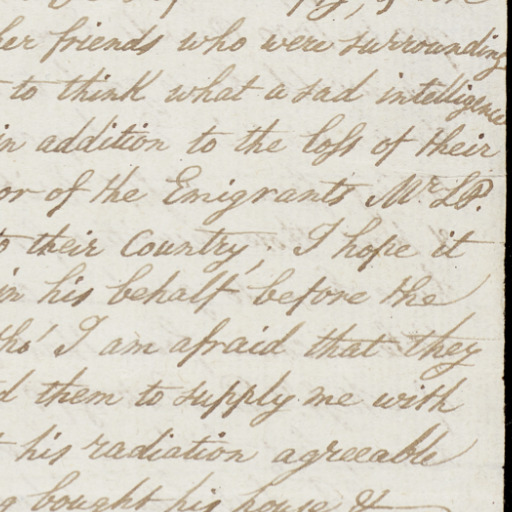 her friends who were surrounding
to think what a sad intelligence
in addition to the loss of their
or of the Emigrants Mr LP.
to their Country, I hope it
in his behalf before the
tho' I am afraid that they
d them to supply me with
his radiation agreeable
g bought his house &